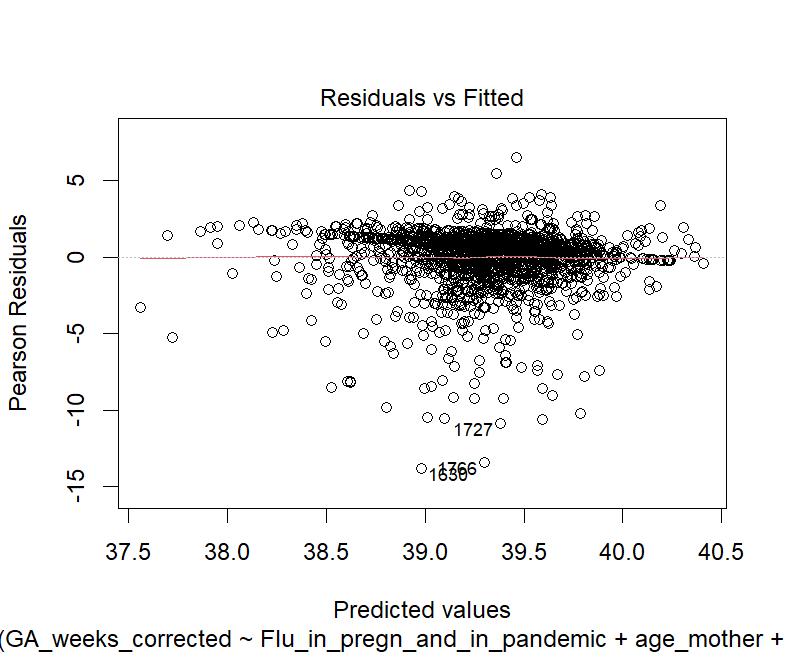 Residuals vs Fitted
Pearson Residuals
5
0
-5
-10
-15
1727
1766
1630
37.5 38.0 38.5 39.0 39.5 40.0 40.5
Predicted values
(GA_weeks_corrected ~ Flu_in_pregn_and_in_pandemic + age_mother +